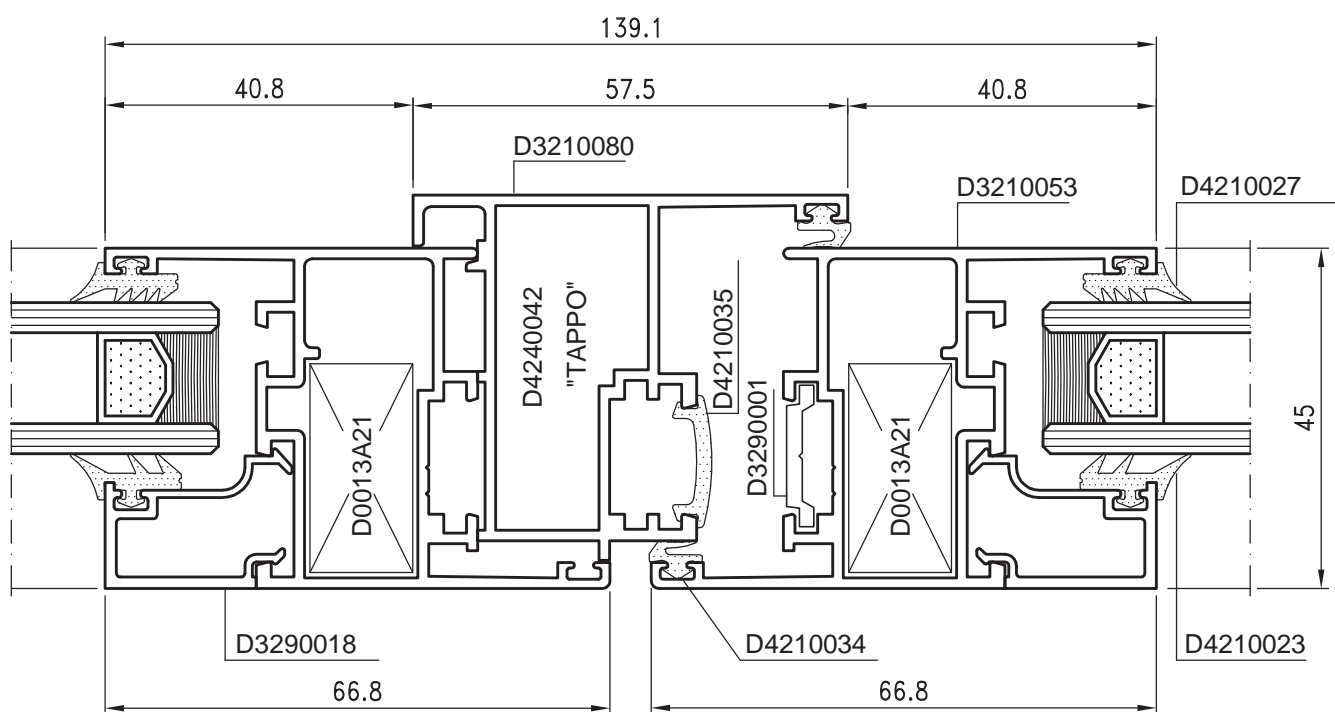 139.1
40.8
57.5
40.8
D3210080
D3210053
D4210027
D4240042
"TAPPO"
D4210035
D3290001
D0013A21
D0013A21
45
D3290018
D4210034
D4210023
66.8
66.8